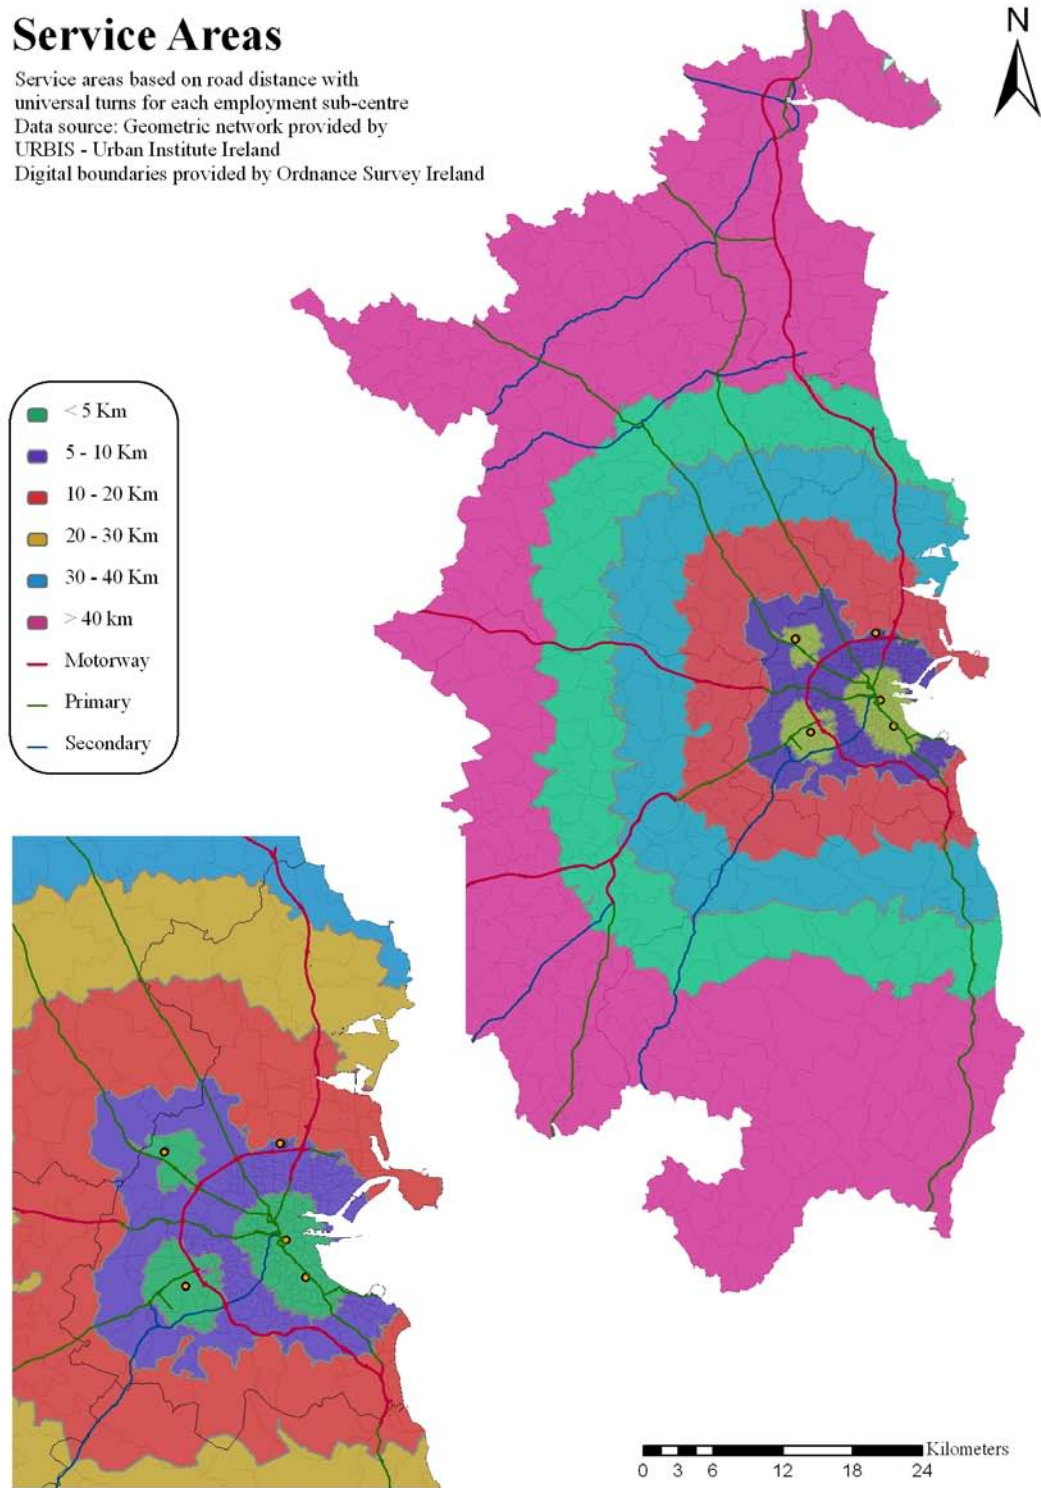 Service Areas
Service areas based on road distance with
universal turns for each employment sub-centre
Data source: Geometric network provided by
URBIS - Urban Institute Ireland
Digital boundaries provided by Ordnance Survey Ireland
N
< 5 Km
5 - 10 Km
10 - 20 Km
20 - 30 Km
30 - 40 Km
> 40 km
Motorway
Primary
Secondary
Kilometers
0 3 6 12 18 24